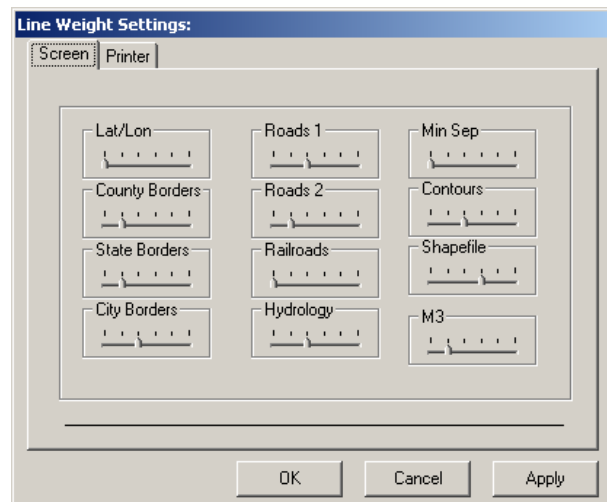 Line Weight Settings:
Screen
Printer
Lat/Lon
Roads 1
Min Sep
County Borders
Roads 2
Contours
State Borders
Railroads
Shapefile
City Borders
Hydrology
M3
OK
Cancel
Apply